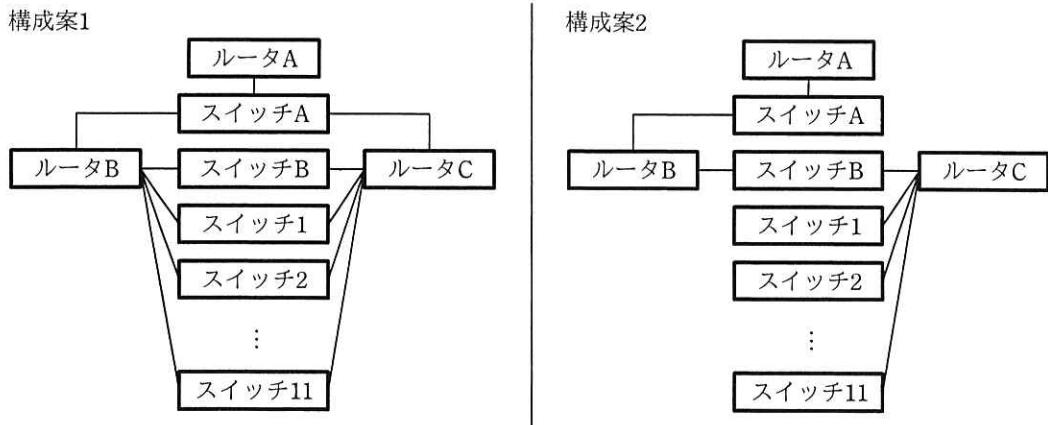 構成案1
ルータA
スイッチA
ルータB
スイッチB
ルータC
スイッチ1
スイッチ2
⋮
スイッチ11
構成案2
ルータA
スイッチA
ルータB
スイッチB
ルータC
スイッチ1
スイッチ2
⋮
スイッチ11